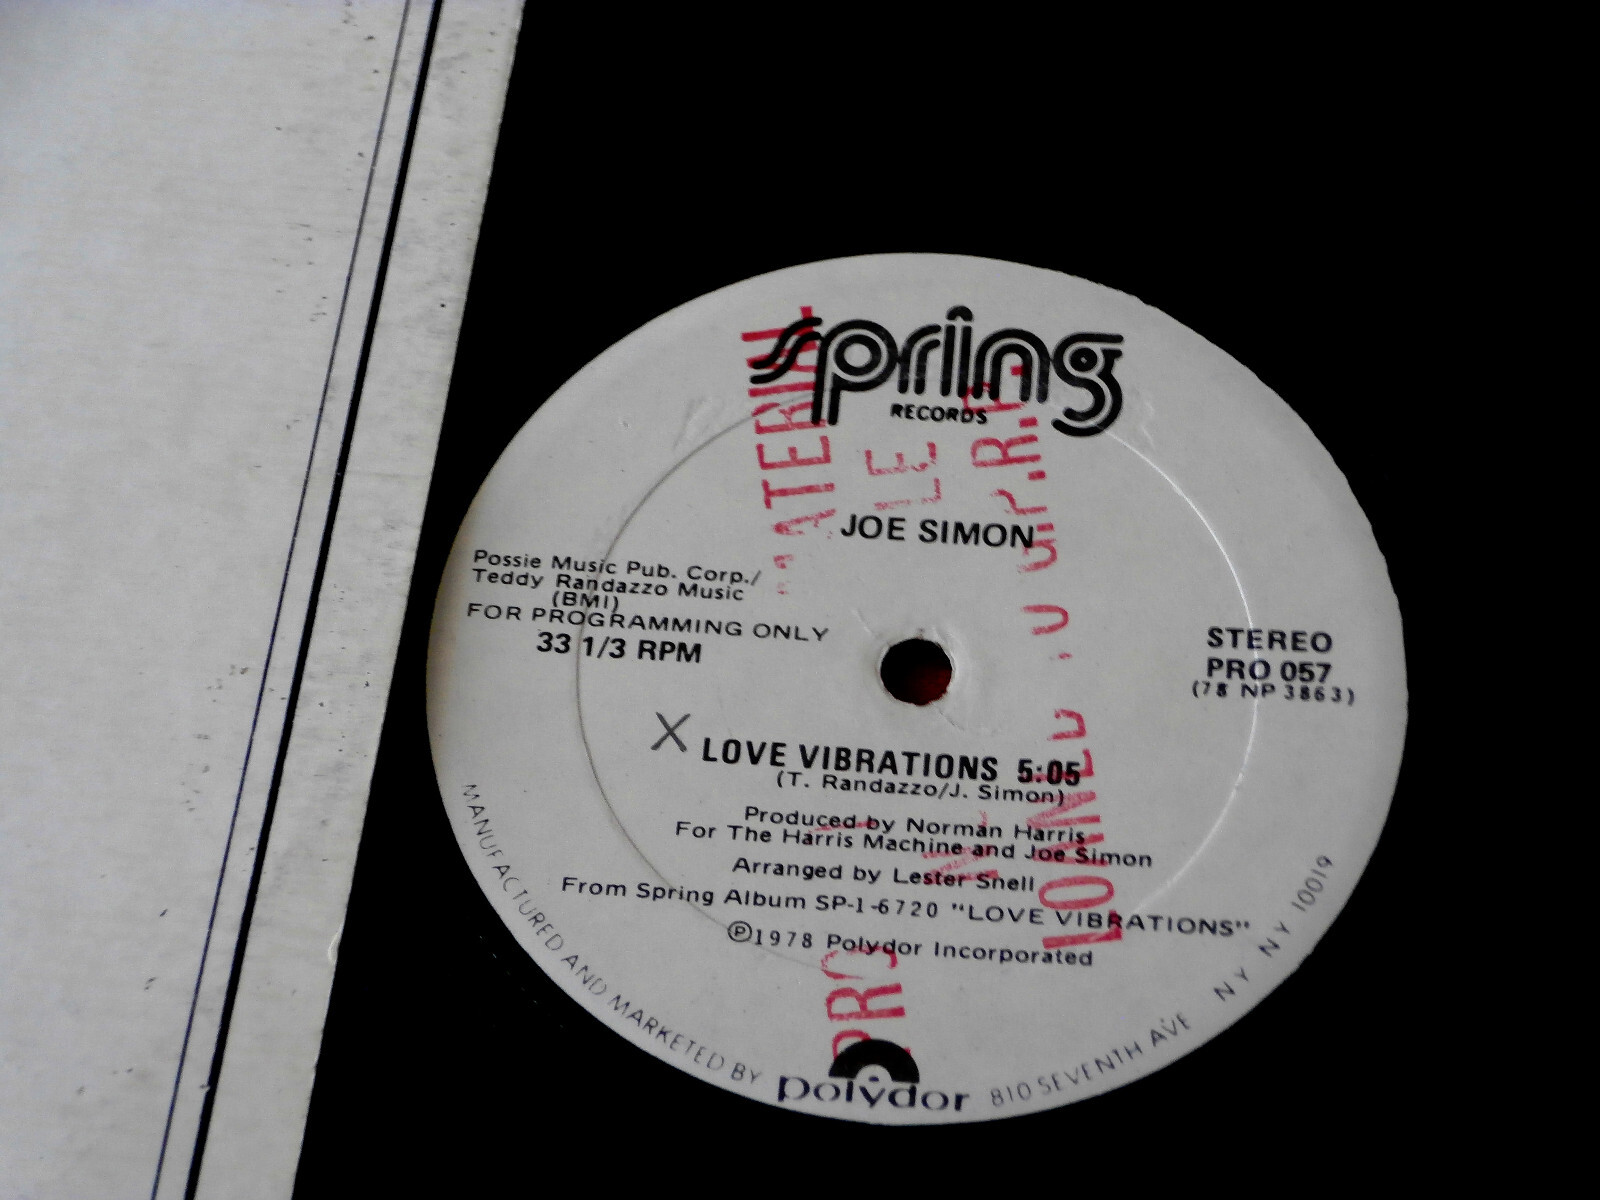 spring
RECORDS
JOE SIMON
Possie Music Pub. Corp./
Teddy Randazzo Music
(BMI)
FOR PROGRAMMING ONLY
33 1/3 RPM
STEREO
PRO 057
(78 NP 3863)
X
LOVE VIBRATIONS 5:05
(T. Randazzo/J. Simon)
Produced by Norman Harris
For The Harris Machine and Joe Simon
Arranged by Lester Snell
From Spring Album SP-1-6720 "LOVE VIBRATIONS"
Ⓟ1978 Polydor Incorporated
MANUFACTURED AND MARKETED BY polydor 810 SEVENTH AVE NY NY 10019